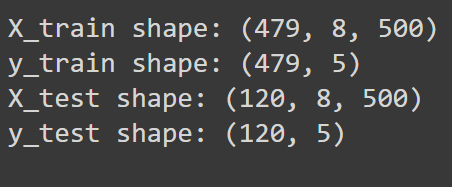 X_train shape: (479, 8, 500)
y_train shape: (479, 5)
X_test shape: (120, 8, 500)
y_test shape: (120, 5)